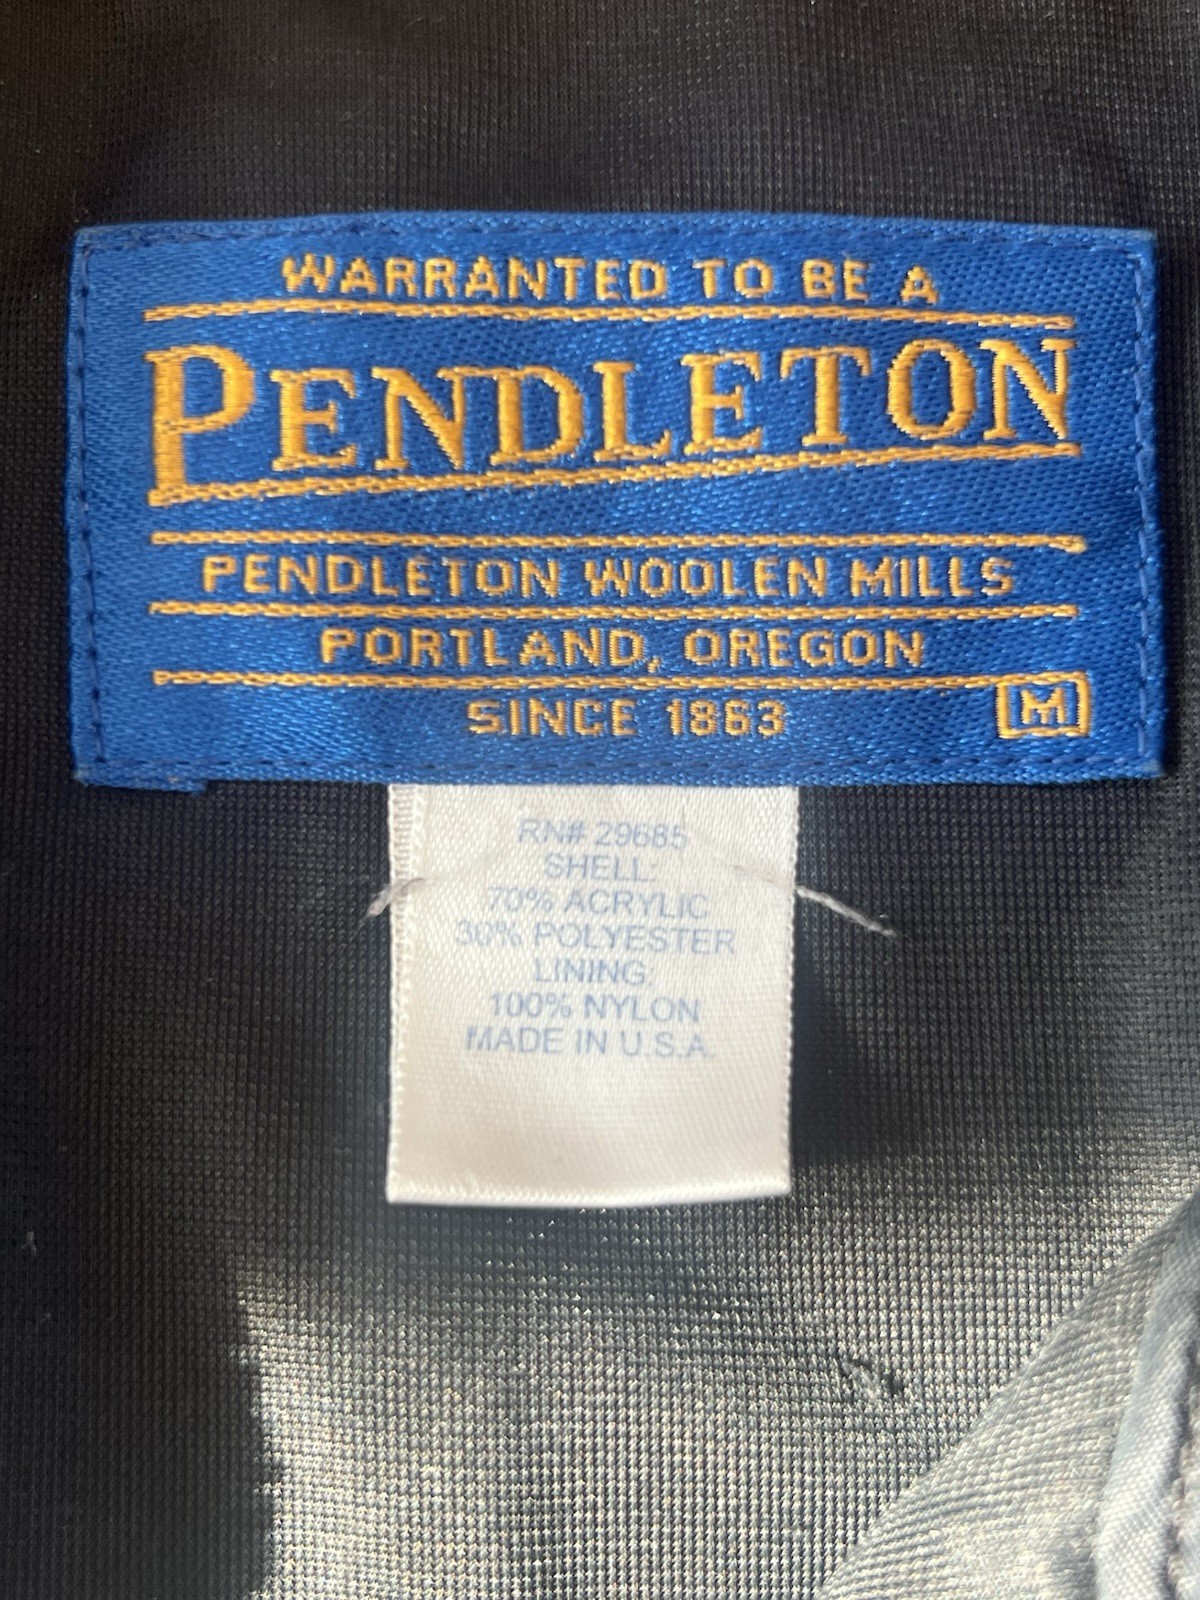 WARRANTED TO BE A
PENDLETON
PENDLETON WOOLEN MILLS
PORTLAND, OREGON
SINCE 1863
M
RN# 29685
SHELL:
70% ACRYLIC
30% POLYESTER
LINING:
100% NYLON
MADE IN U.S.A.